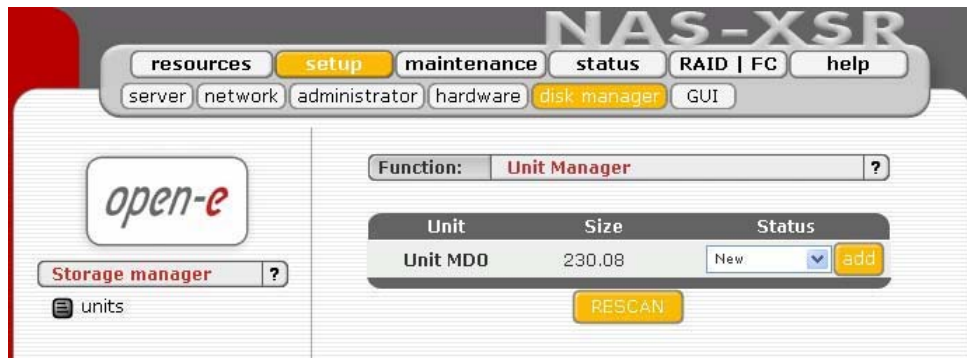 NAS-XSR
resources setup maintenance status RAID | FC help
server network administrator hardware disk manager GUI
open-e
Function: Unit Manager ?
Unit Size Status
Unit MD0 230.08 New add
Storage manager ?
units
RESCAN